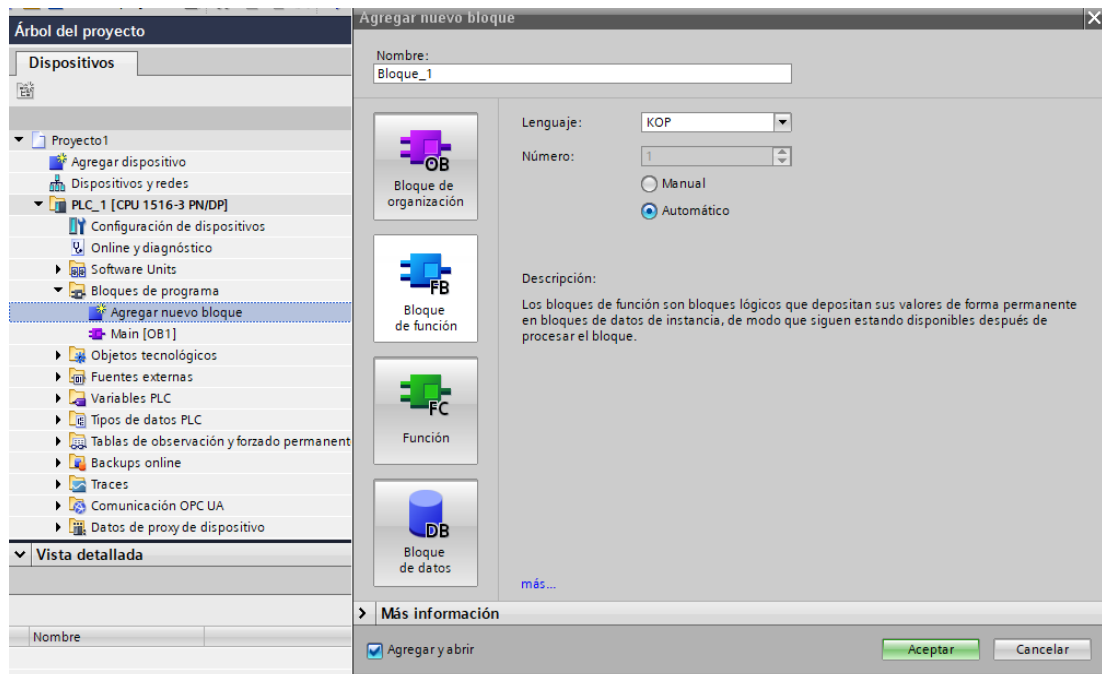 Árbol del proyecto
Dispositivos
Proyecto1
Agregar dispositivo
Dispositivos y redes
PLC_1 [CPU 1516-3 PN/DP]
Configuración de dispositivos
Online y diagnóstico
Software Units
Bloques de programa
Agregar nuevo bloque
Main [OB1]
Objetos tecnológicos
Fuentes externas
Variables PLC
Tipos de datos PLC
Tablas de observación y forzado permanent
Backups online
Traces
Comunicación OPC UA
Datos de proxy de dispositivo
Vista detallada
Nombre
Agregar nuevo bloque
Nombre:
Bloque_1
OB
Bloque de
organización
FB
Bloque
de función
FC
Función
DB
Bloque
de datos
Lenguaje: KOP
Número: 1
Manual
Automático
Descripción:
Los bloques de función son bloques lógicos que depositan sus valores de forma permanente
en bloques de datos de instancia, de modo que siguen estando disponibles después de
procesar el bloque.
más...
Más información
Agregar y abrir
Aceptar
Cancelar